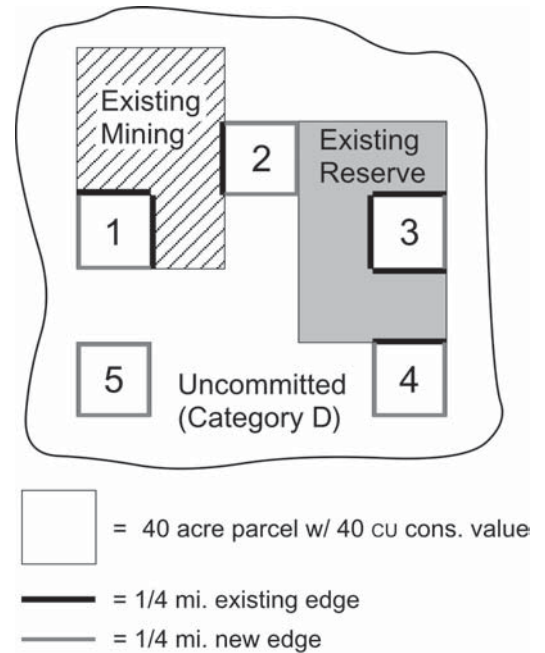 Existing
Mining
2
Existing
Reserve
1
3
5
Uncommitted
(Category D)
4
= 40 acre parcel w/ 40 CU cons. value
= 1/4 mi. existing edge
= 1/4 mi. new edge